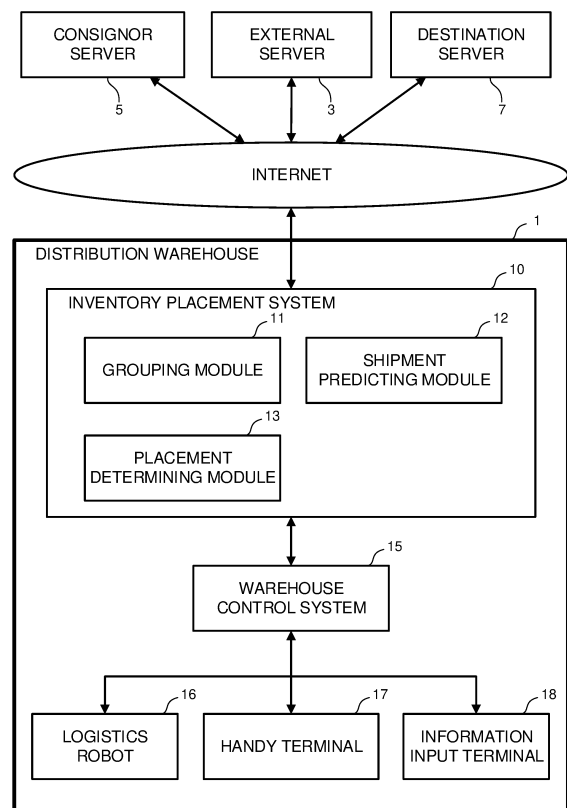 CONSIGNOR
SERVER
EXTERNAL
SERVER
DESTINATION
SERVER
5
3
7
INTERNET
1
DISTRIBUTION WAREHOUSE
10
INVENTORY PLACEMENT SYSTEM
11
12
GROUPING MODULE
SHIPMENT
PREDICTING MODULE
13
PLACEMENT
DETERMINING MODULE
15
WAREHOUSE
CONTROL SYSTEM
16
17
18
LOGISTICS
ROBOT
HANDY TERMINAL
INFORMATION
INPUT TERMINAL